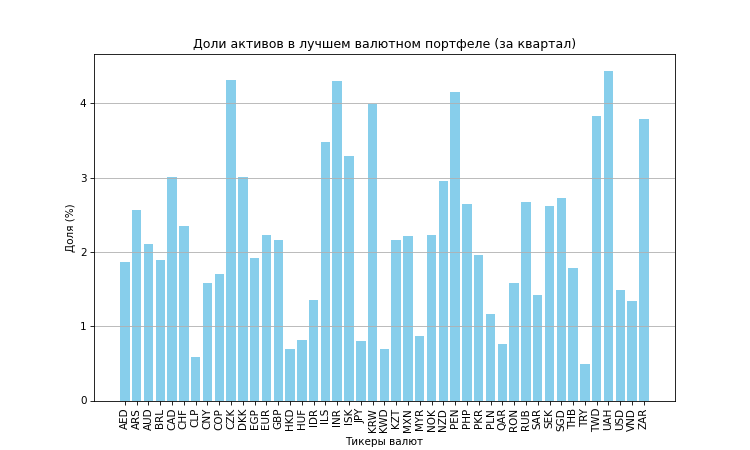 Доли активов в лучшем валютном портфеле (за квартал)
Доля (%)
4
3
2
1
0
AED ARS AUD BRL CAD CHF CLP CNY COP CZK DKK EGP EUR GBP HKD HUF IDR ILS INR ISK JPY KRW KWD KZT MXN MYR NOK NZD PEN PHP PKR PLN QAR RON RUB SAR SEK SGD THB TRY TWD UAH USD VND ZAR
Тикеры валют